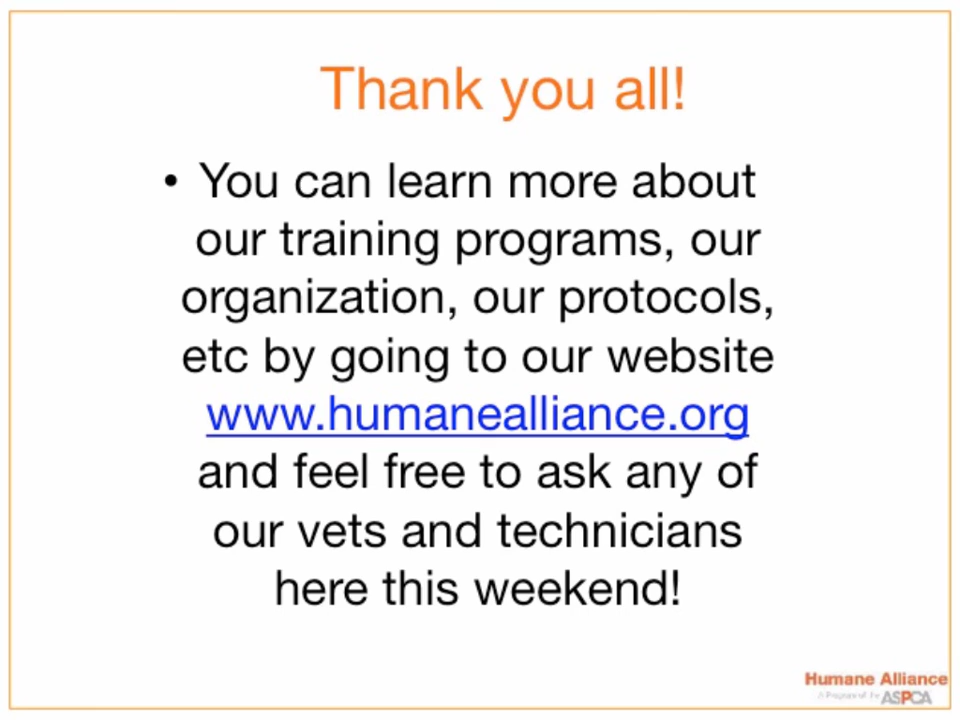 Thank you all!
• You can learn more about
our training programs, our
organization, our protocols,
etc by going to our website
www.humanealliance.org
and feel free to ask any of
our vets and technicians
here this weekend!
Humane Alliance
A Program of the ASPCA